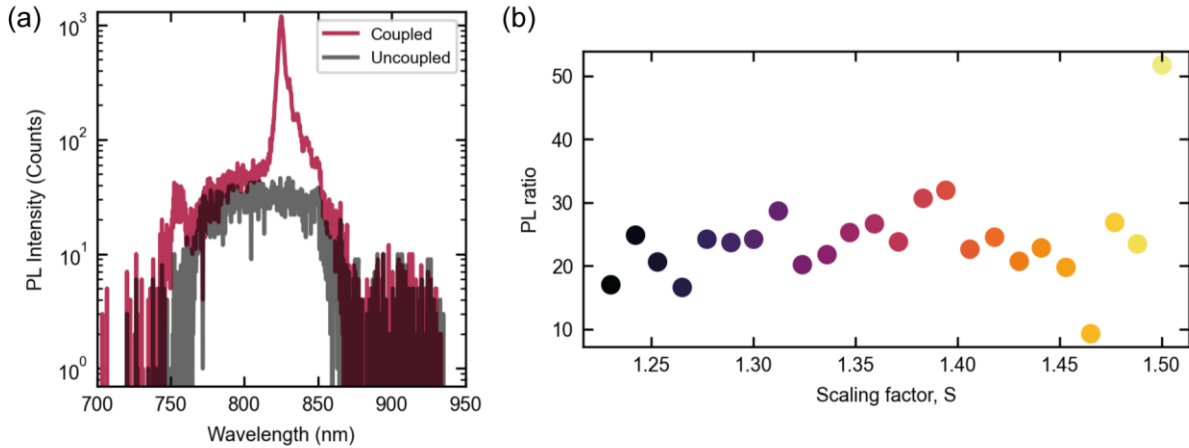 (a)
PL Intensity (Counts)
10³
10²
10¹
10⁰
Coupled
Uncoupled
700 750 800 850 900 950
Wavelength (nm)
(b)
PL ratio
50
40
30
20
10
1.25 1.30 1.35 1.40 1.45 1.50
Scaling factor, S